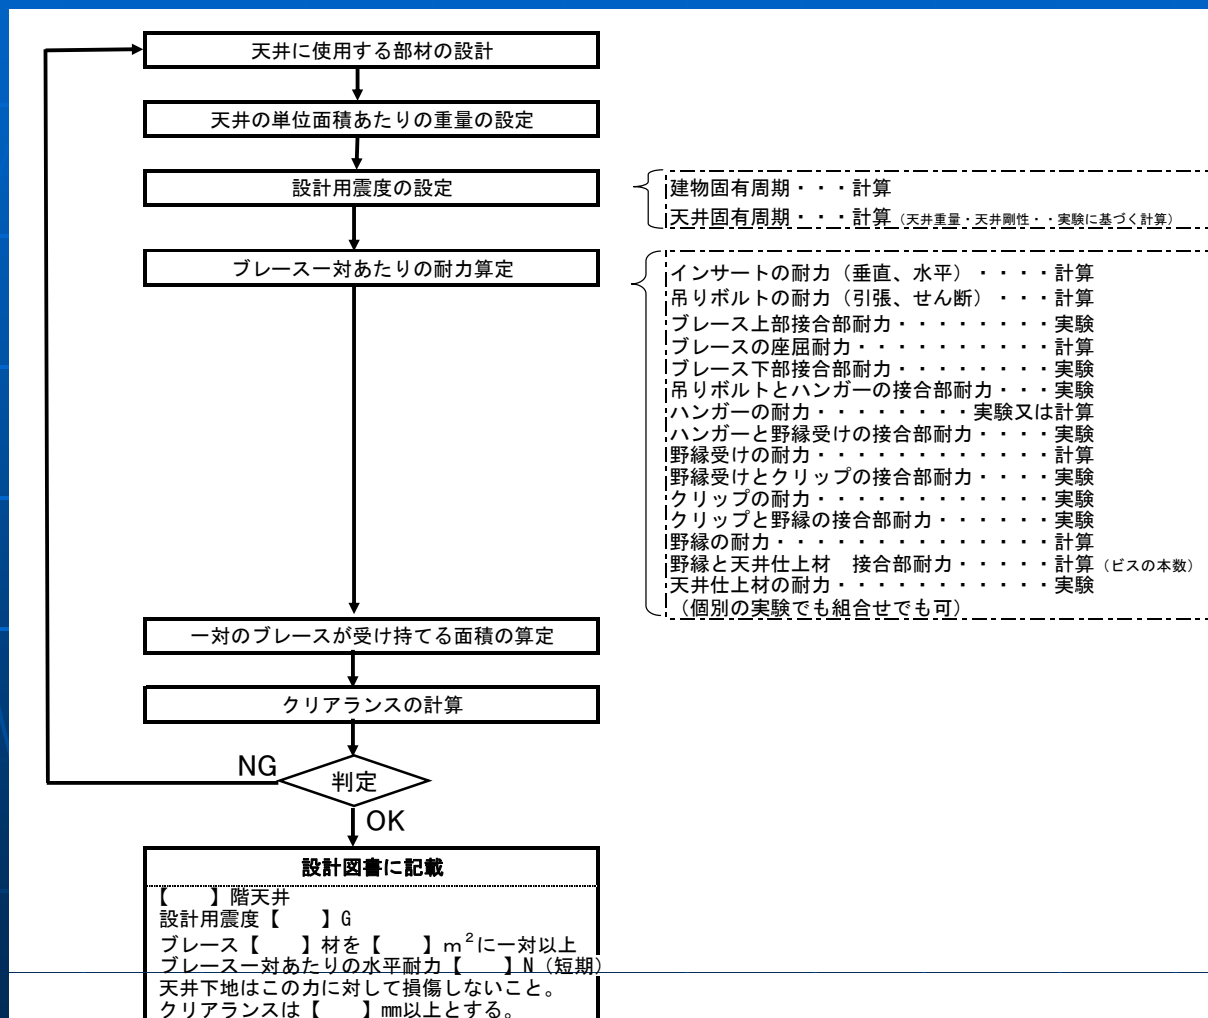 天井に使用する部材の設計
天井の単位面積あたりの重量の設定
設計用震度の設定
建物固有周期・・・計算
天井固有周期・・・計算（天井重量・天井剛性・・実験に基づく計算）
ブレース一対あたりの耐力算定
インサートの耐力（垂直、水平）・・・・計算
吊りボルトの耐力（引張、せん断）・・・計算
ブレース上部接合部耐力・・・・・・・・実験
ブレースの座屈耐力・・・・・・・・・・計算
ブレース下部接合部耐力・・・・・・・・実験
吊りボルトとハンガーの接合部耐力・・・実験
ハンガーの耐力・・・・・・・・実験又は計算
ハンガーと野縁受けの接合部耐力・・・・実験
野縁受けの耐力・・・・・・・・・・・・計算
野縁受けとクリップの接合部耐力・・・・実験
クリップの耐力・・・・・・・・・・・・実験
クリップと野縁の接合部耐力・・・・・・実験
野縁の耐力・・・・・・・・・・・・・・計算
野縁と天井仕上材　接合部耐力・・・・・計算（ビスの本数）
天井仕上材の耐力・・・・・・・・・・・実験
（個別の実験でも組合せでも可）
一対のブレースが受け持てる面積の算定
クリアランスの計算
NG
判定
OK
設計図書に記載
【　　】階天井
設計用震度【　　】G
ブレース【　　】材を【　　】ｍ²に一対以上
ブレース一対あたりの水平耐力【　　】N（短期）
天井下地はこの力に対して損傷しないこと。
クリアランスは【　　】㎜以上とする。